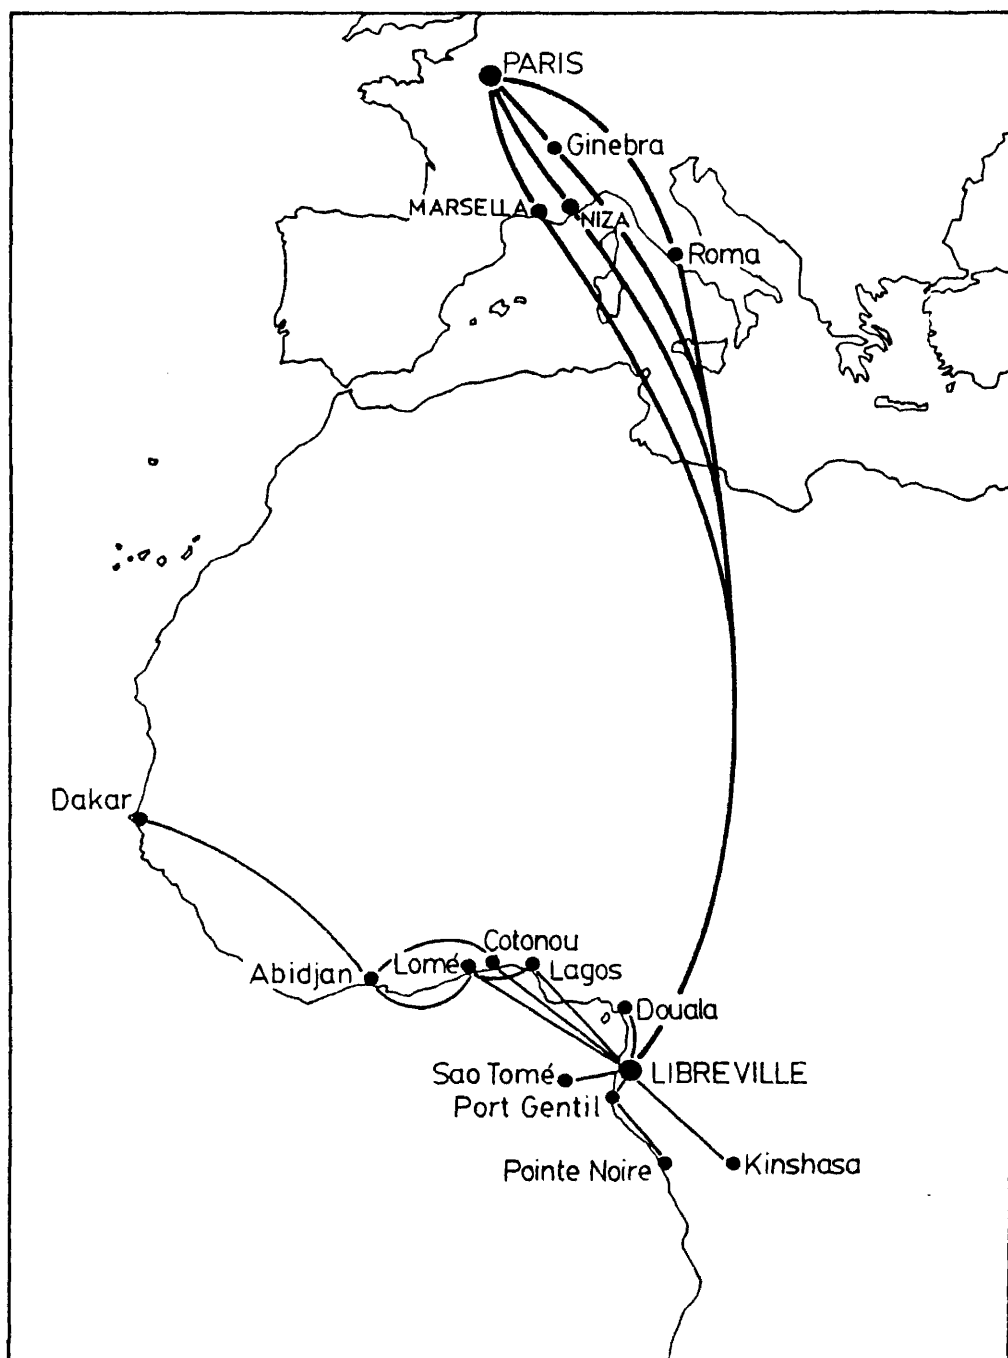 PARIS
Ginebra
MARSELLA
NIZA
Roma
Dakar
Cotonou
Abidjan
Lomé
Lagos
Douala
Sao Tomé
LIBREVILLE
Port Gentil
Pointe Noire
Kinshasa